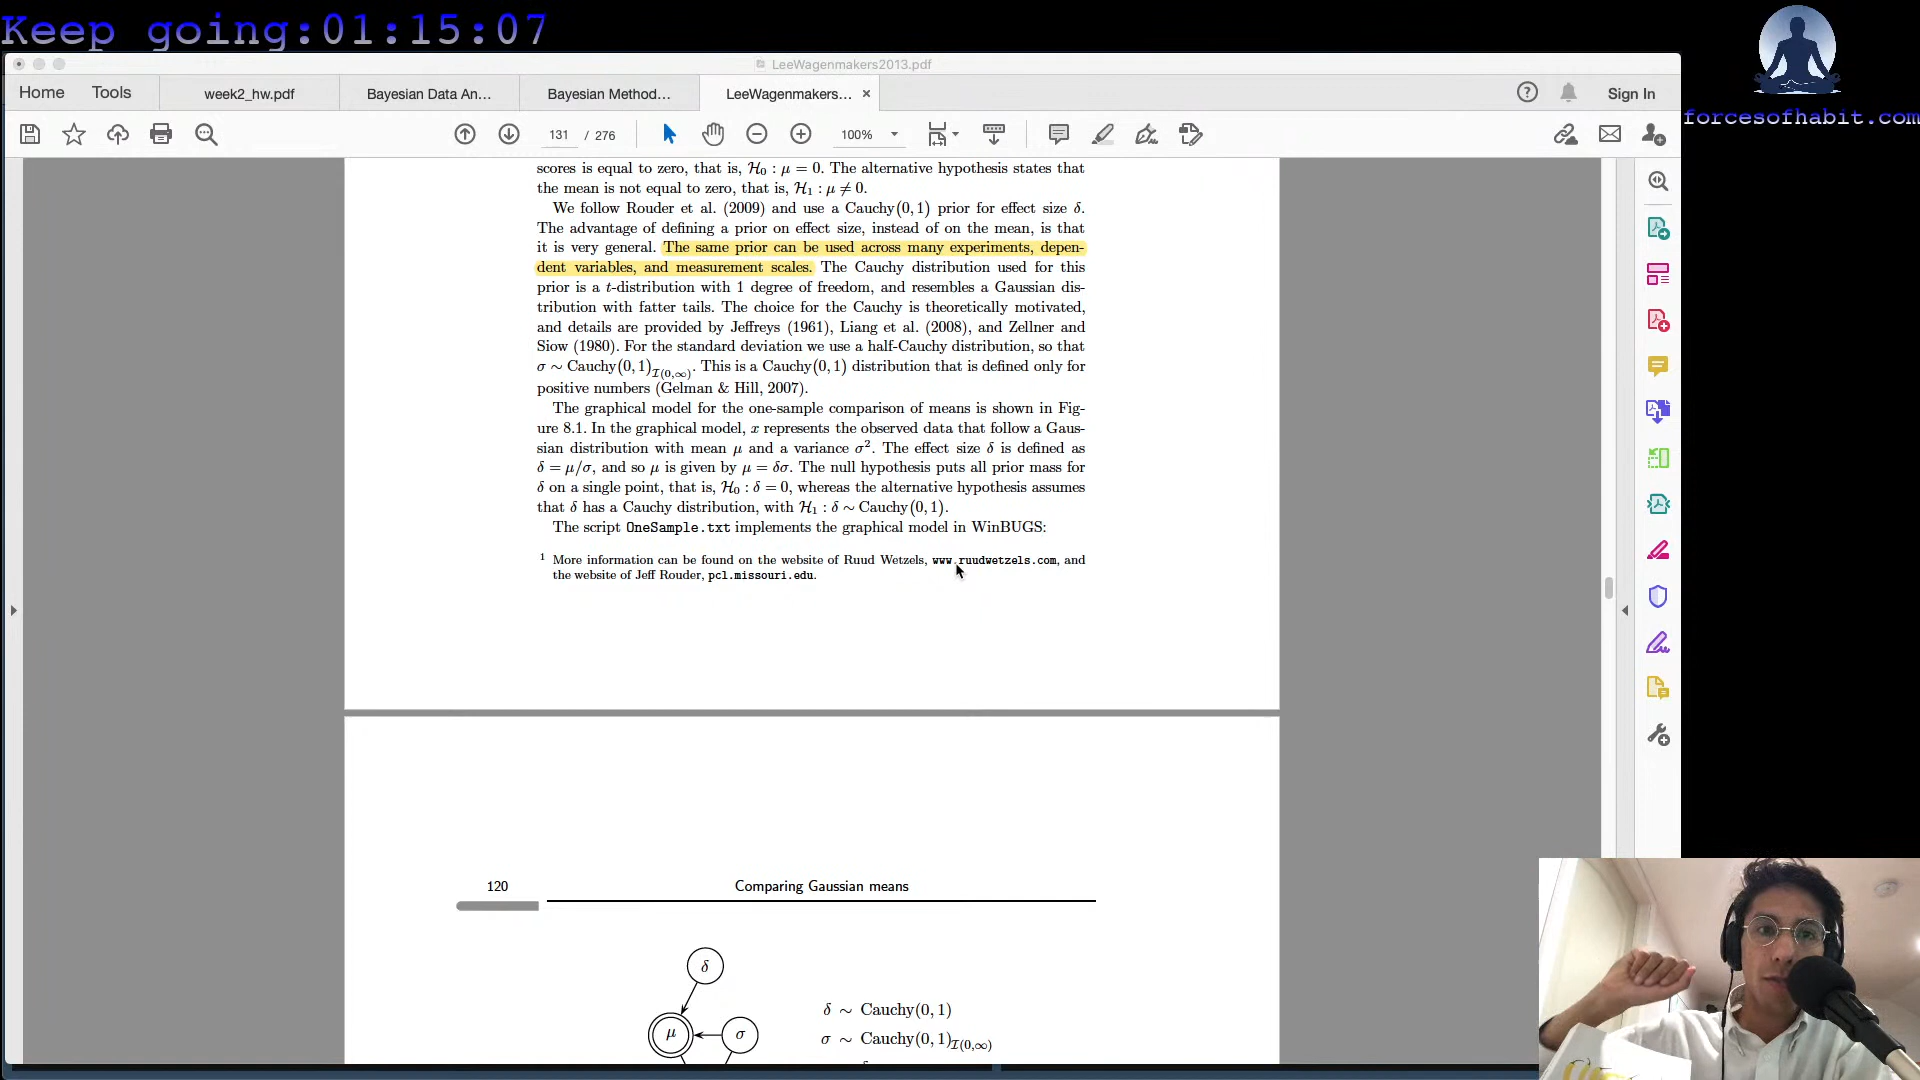 Keep going:01:15:07
forcesofhabit.com
LeeWagenmakers2013.pdf
Home Tools week2_hw.pdf Bayesian Data An... Bayesian Method... LeeWagenmakers... × Sign In
131 / 276 100%
scores is equal to zero, that is, ℋ₀ : μ = 0. The alternative hypothesis states that
the mean is not equal to zero, that is, ℋ₁ : μ ≠ 0.
We follow Rouder et al. (2009) and use a Cauchy(0, 1) prior for effect size δ.
The advantage of defining a prior on effect size, instead of on the mean, is that
it is very general. The same prior can be used across many experiments, depen-
dent variables, and measurement scales. The Cauchy distribution used for this
prior is a t-distribution with 1 degree of freedom, and resembles a Gaussian dis-
tribution with fatter tails. The choice for the Cauchy is theoretically motivated,
and details are provided by Jeffreys (1961), Liang et al. (2008), and Zellner and
Siow (1980). For the standard deviation we use a half-Cauchy distribution, so that
σ ~ Cauchy(0, 1)ℐ(0,∞). This is a Cauchy(0, 1) distribution that is defined only for
positive numbers (Gelman & Hill, 2007).
The graphical model for the one-sample comparison of means is shown in Fig-
ure 8.1. In the graphical model, x represents the observed data that follow a Gaus-
sian distribution with mean μ and a variance σ². The effect size δ is defined as
δ = μ/σ, and so μ is given by μ = δσ. The null hypothesis puts all prior mass for
δ on a single point, that is, ℋ₀ : δ = 0, whereas the alternative hypothesis assumes
that δ has a Cauchy distribution, with ℋ₁ : δ ~ Cauchy(0, 1).
The script OneSample.txt implements the graphical model in WinBUGS:
1 More information can be found on the website of Ruud Wetzels, www.ruudwetzels.com, and
the website of Jeff Rouder, pcl.missouri.edu.
120 Comparing Gaussian means
δ
μ σ
δ ~ Cauchy(0, 1)
σ ~ Cauchy(0, 1)ℐ(0,∞)